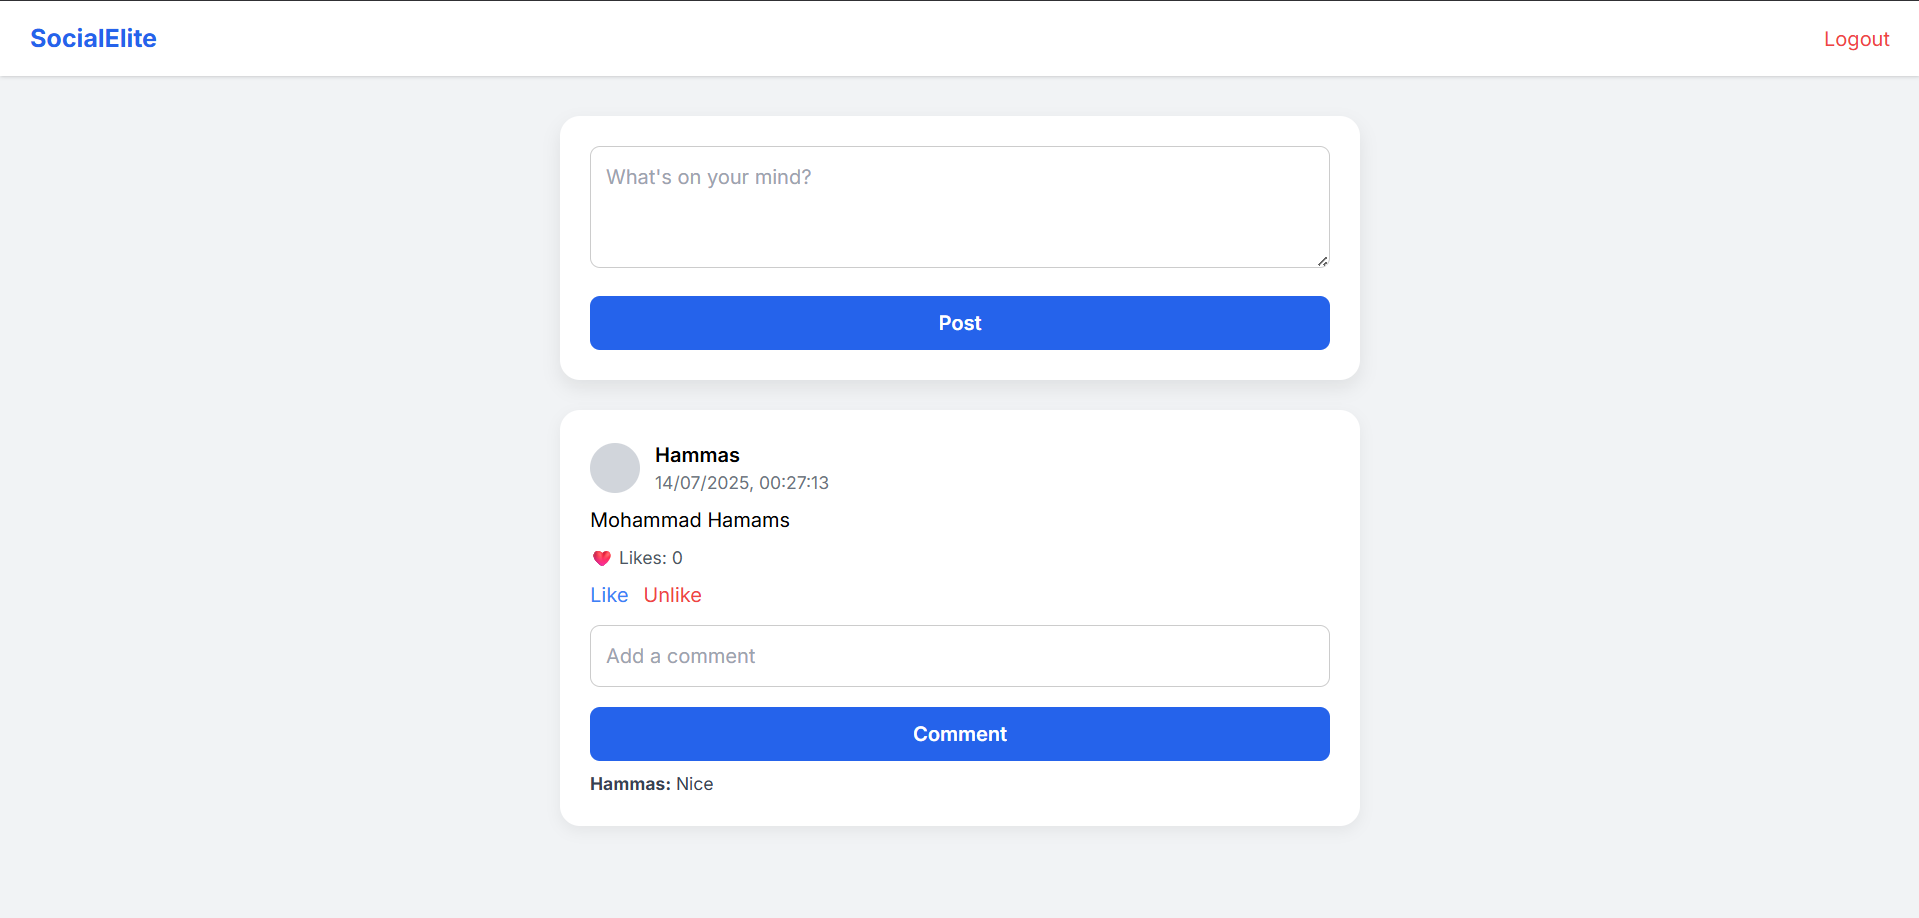 SocialElite
Logout
What's on your mind?
Post
Hammas
14/07/2025, 00:27:13
Mohammad Hamams
Likes: 0
Like Unlike
Add a comment
Comment
Hammas: Nice